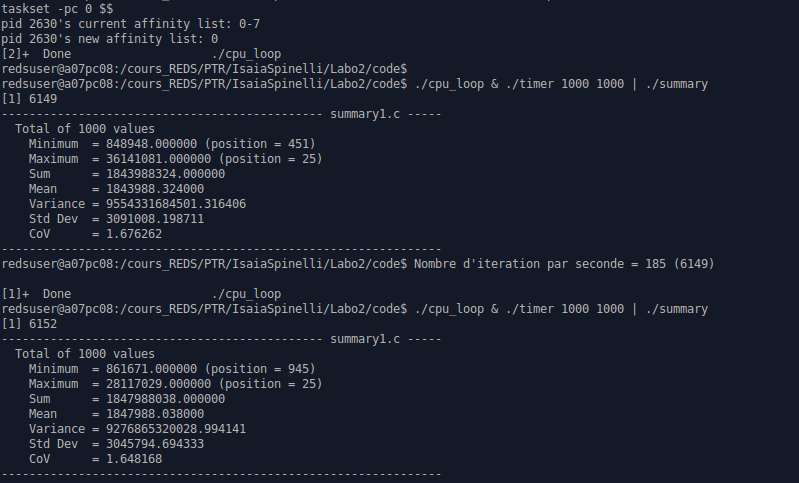 taskset -pc 0 $$
pid 2630's current affinity list: 0-7
pid 2630's new affinity list: 0
[2]+  Done                    ./cpu_loop
redsuser@a07pc08:/cours_REDS/PTR/IsaiaSpinelli/Labo2/code$
redsuser@a07pc08:/cours_REDS/PTR/IsaiaSpinelli/Labo2/code$ ./cpu_loop & ./timer 1000 1000 | ./summary
[1] 6149
---------------------------------------------- summary1.c -----
  Total of 1000 values
    Minimum  = 848948.000000 (position = 451)
    Maximum  = 36141081.000000 (position = 25)
    Sum      = 1843988324.000000
    Mean     = 1843988.324000
    Variance = 9554331684501.316406
    Std Dev  = 3091008.198711
    CoV      = 1.676262
---------------------------------------------------------------
redsuser@a07pc08:/cours_REDS/PTR/IsaiaSpinelli/Labo2/code$ Nombre d'iteration par seconde = 185 (6149)
[1]+  Done                    ./cpu_loop
redsuser@a07pc08:/cours_REDS/PTR/IsaiaSpinelli/Labo2/code$ ./cpu_loop & ./timer 1000 1000 | ./summary
[1] 6152
---------------------------------------------- summary1.c -----
  Total of 1000 values
    Minimum  = 861671.000000 (position = 945)
    Maximum  = 28117029.000000 (position = 25)
    Sum      = 1847988038.000000
    Mean     = 1847988.038000
    Variance = 9276865320028.994141
    Std Dev  = 3045794.694333
    CoV      = 1.648168
---------------------------------------------------------------